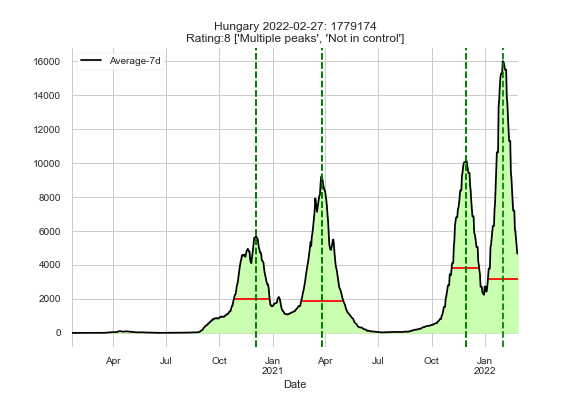 Hungary 2022-02-27: 1779174
Rating:8 ['Multiple peaks', 'Not in control']
Average-7d
16000
14000
12000
10000
8000
6000
4000
2000
0
Apr Jul Oct Jan Apr Jul Oct Jan
2021 2022
Date